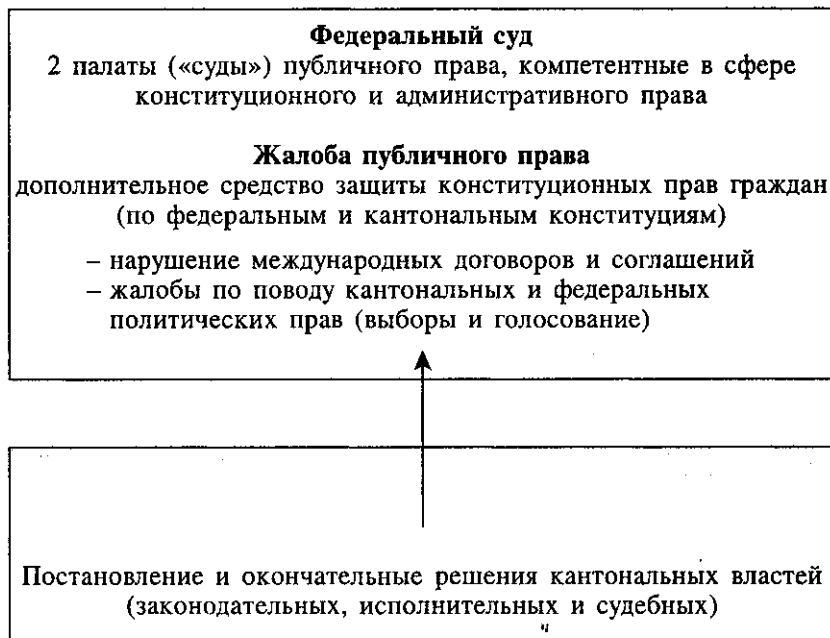 Федеральный суд
2 палаты («суды») публичного права, компетентные в сфере
конституционного и административного права
Жалоба публичного права
дополнительное средство защиты конституционных прав граждан
(по федеральным и кантональным конституциям)
– нарушение международных договоров и соглашений
– жалобы по поводу кантональных и федеральных
политических прав (выборы и голосование)
Постановление и окончательные решения кантональных властей
(законодательных, исполнительных и судебных)